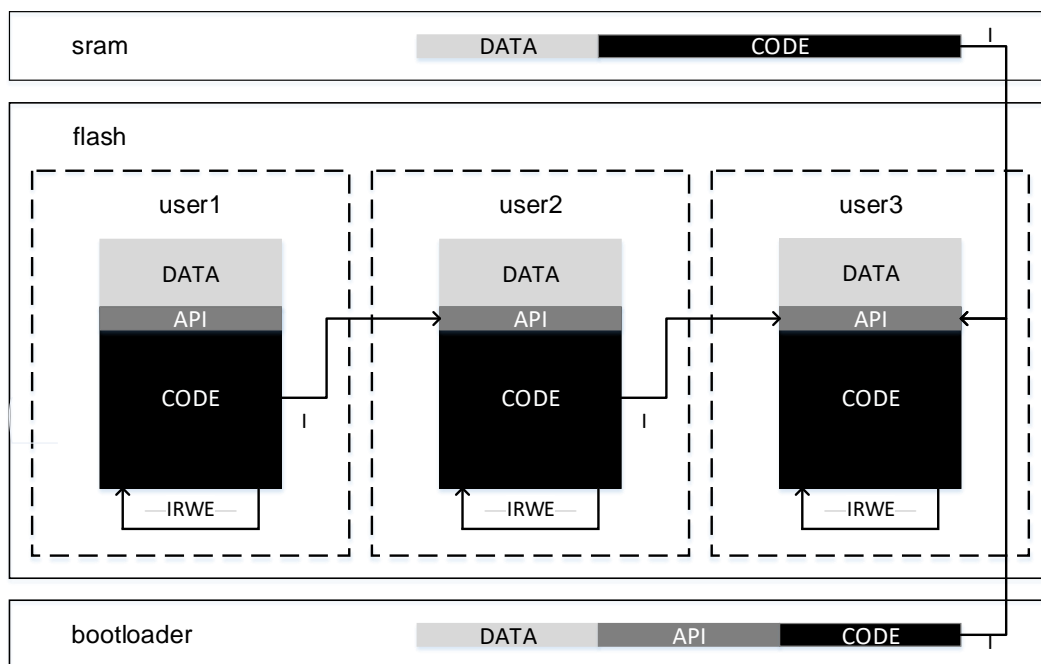 sram
DATA CODE I
flash
user1 user2 user3
DATA DATA DATA
API API API
CODE CODE CODE
I I
IRWE IRWE IRWE
bootloader
DATA API CODE I